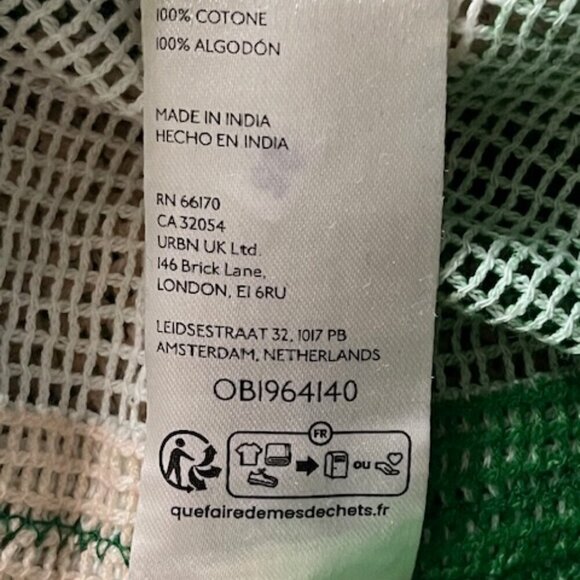 100% COTONE
100% ALGODÓN
MADE IN INDIA
HECHO EN INDIA
RN 66170
CA 32054
URBN UK Ltd.
146 Brick Lane,
LONDON, E1 6RU
LEIDSESTRAAT 32, 1017 PB
AMSTERDAM, NETHERLANDS
OB1964140
FR
OU
quefairedemesdechets.fr